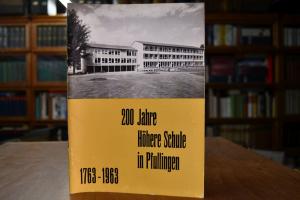 200 Jahre
Höhere Schule
in Pfullingen
1763-1963